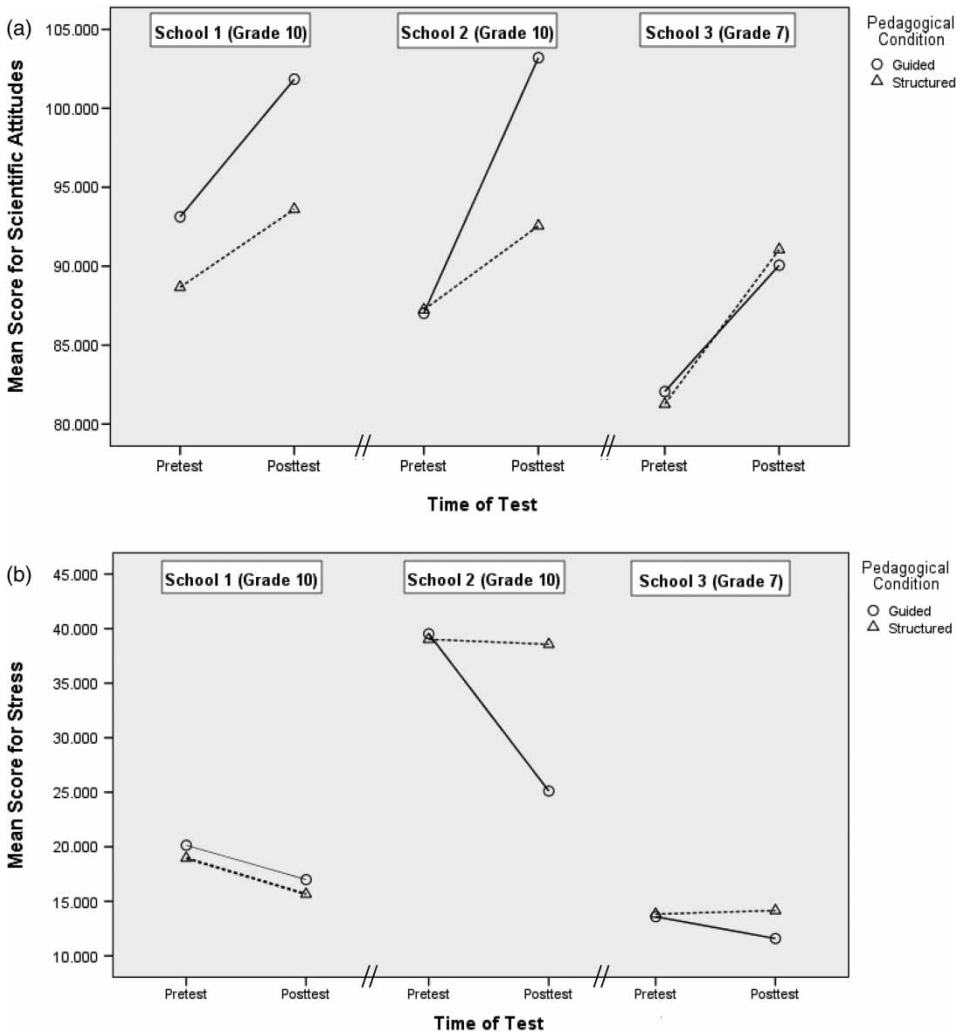 (a)
105.000
100.000
95.000
90.000
85.000
80.000
Mean Score for Scientific Attitudes
School 1 (Grade 10)
School 2 (Grade 10)
School 3 (Grade 7)
Pedagogical
Condition
Guided
Structured
Pretest
Posttest
Pretest
Posttest
Pretest
Posttest
Time of Test
(b)
45.000
40.000
35.000
30.000
25.000
20.000
15.000
10.000
Mean Score for Stress
School 1 (Grade 10)
School 2 (Grade 10)
School 3 (Grade 7)
Pedagogical
Condition
Guided
Structured
Pretest
Posttest
Pretest
Posttest
Pretest
Posttest
Time of Test